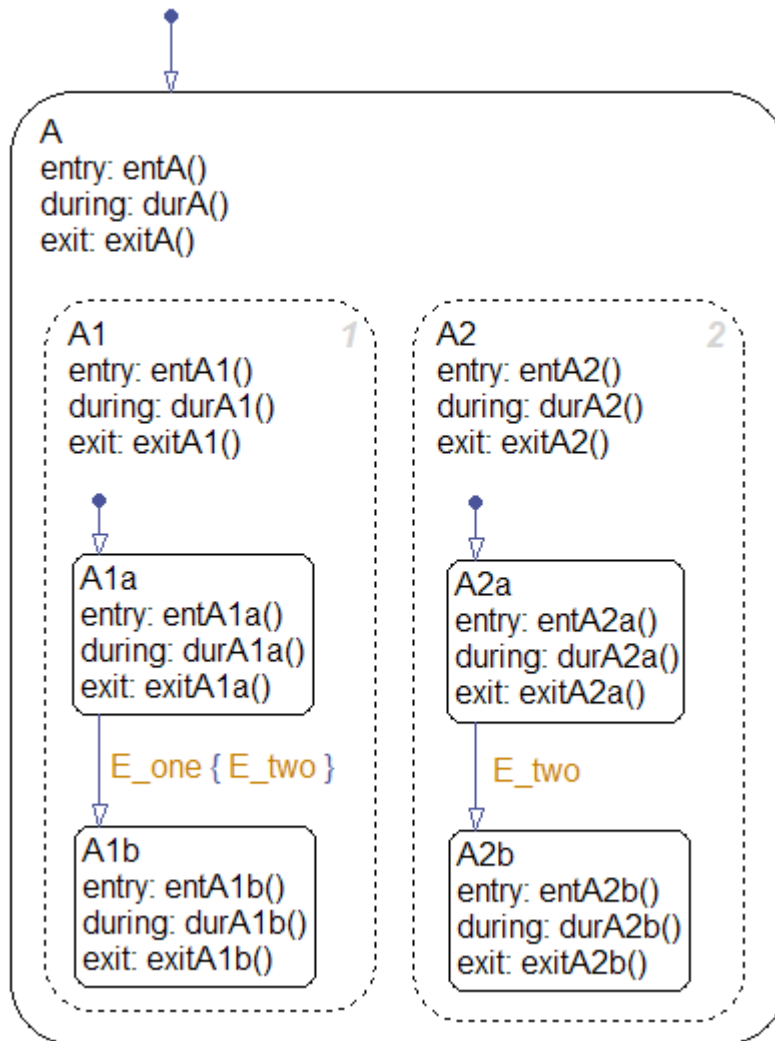 A
entry: entA()
during: durA()
exit: exitA()
A1
1
entry: entA1()
during: durA1()
exit: exitA1()
A1a
entry: entA1a()
during: durA1a()
exit: exitA1a()
E_one { E_two }
A1b
entry: entA1b()
during: durA1b()
exit: exitA1b()
A2
2
entry: entA2()
during: durA2()
exit: exitA2()
A2a
entry: entA2a()
during: durA2a()
exit: exitA2a()
E_two
A2b
entry: entA2b()
during: durA2b()
exit: exitA2b()